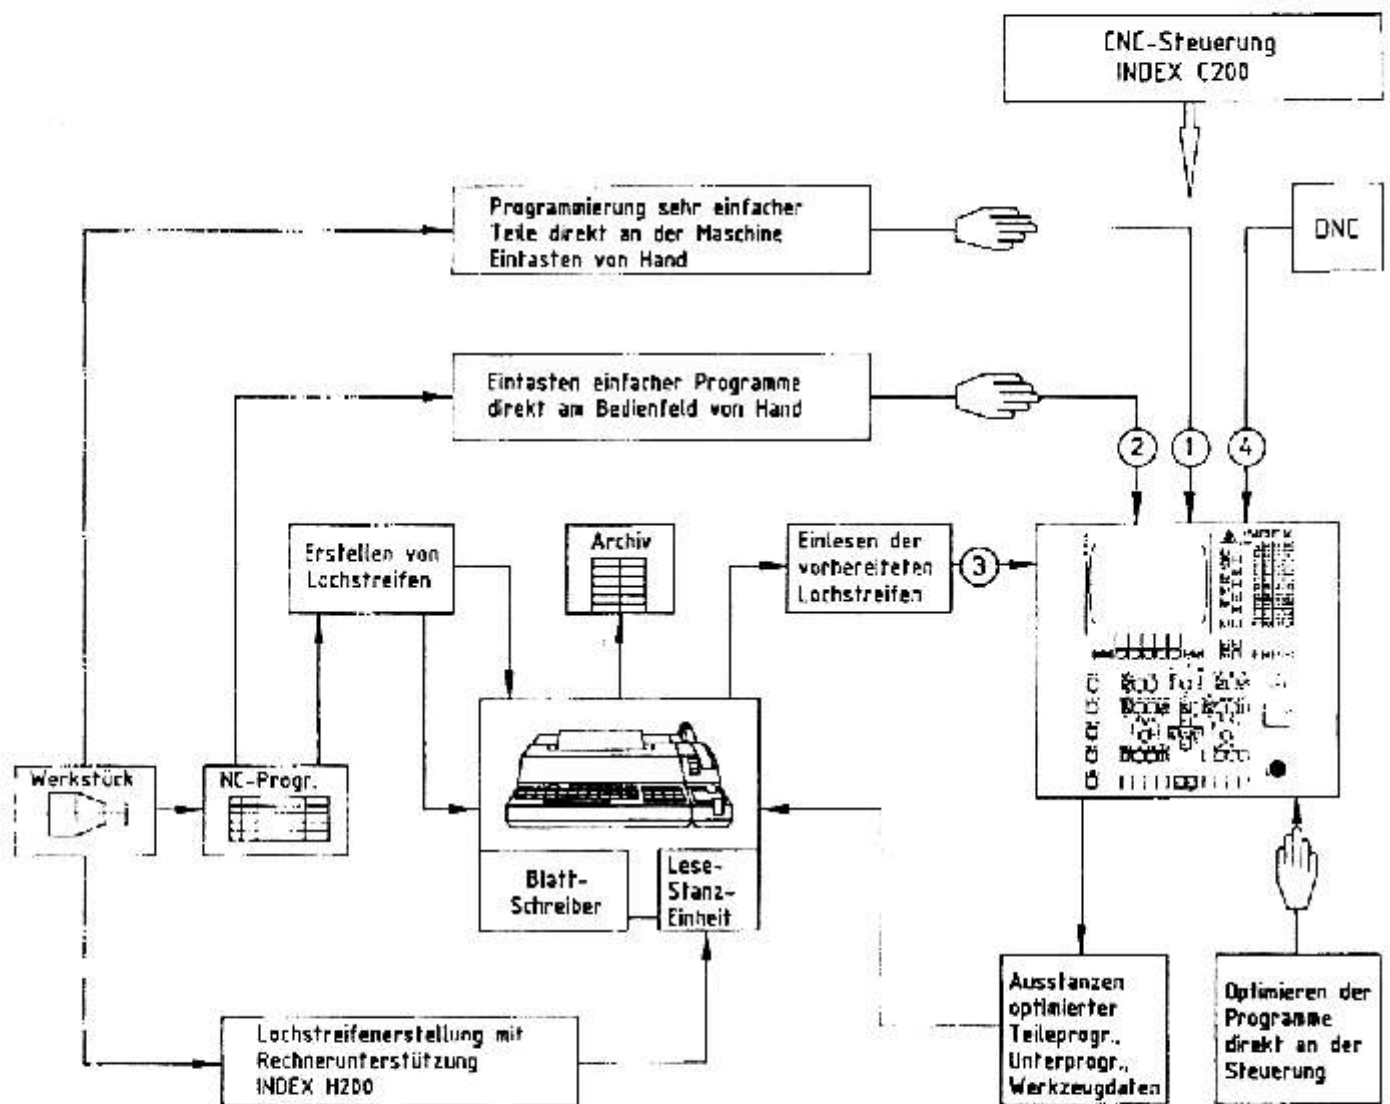 CNC-Steuerung
INDEX C200
Programmierung sehr einfacher
Teile direkt an der Maschine
Eintasten von Hand
DNC
Eintasten einfacher Programme
direkt am Bedienfeld von Hand
2
1
4
Erstellen von
Lochstreifen
Archiv
Einlesen der
vorbereiteten
Lochstreifen
3
Werkstück
NC-Progr.
Blatt-
Schreiber
Lese-
Stanz-
Einheit
Lochstreifenerstellung mit
Rechnerunterstützung
INDEX H200
Ausstanzen
optimierter
Teileprogr.,
Unterprogr.,
Werkzeugdaten
Optimieren der
Programme
direkt an der
Steuerung